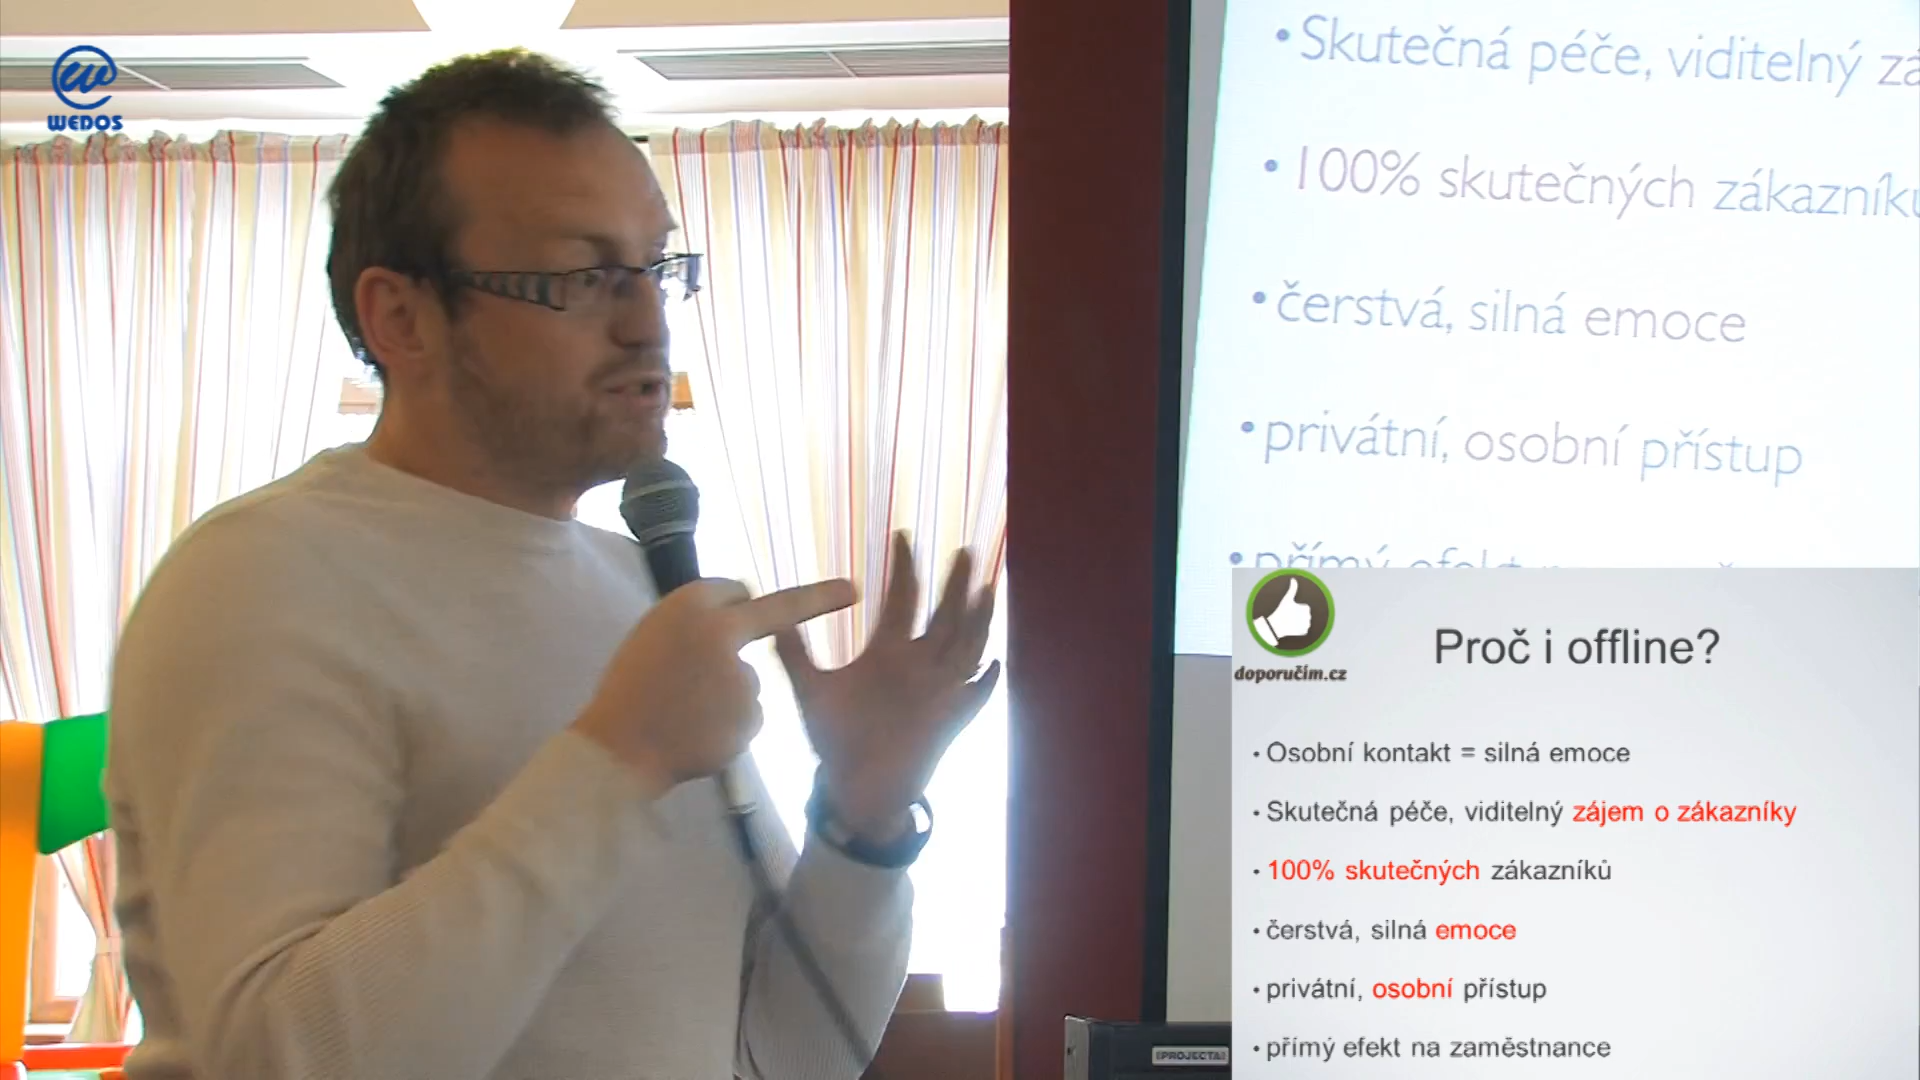 WEDOS
• Skutečná péče, viditelný
• 100% skutečných
• čerstvá, silná emoce
• privátní, osobní přístup
• přímý
doporučím.cz
Proč i offline?
• Osobní kontakt = silná emoce
• Skutečná péče, viditelný zájem o zákazníky
• 100% skutečných zákazníků
• čerstvá, silná emoce
• privátní, osobní přístup
• přímý efekt na zaměstnance
PROJECTA